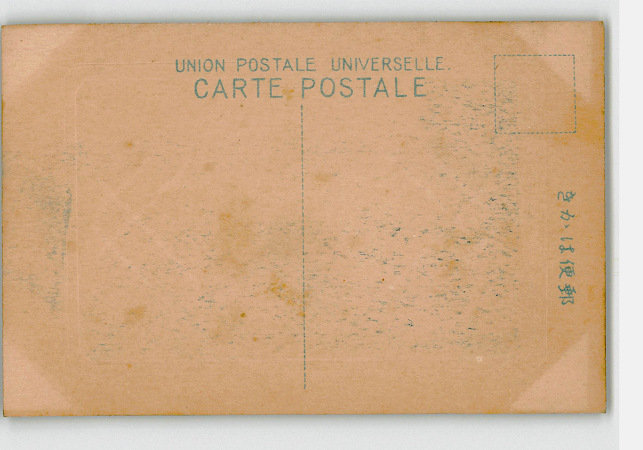 UNION POSTALE UNIVERSELLE.
CARTE POSTALE
きかは便郵